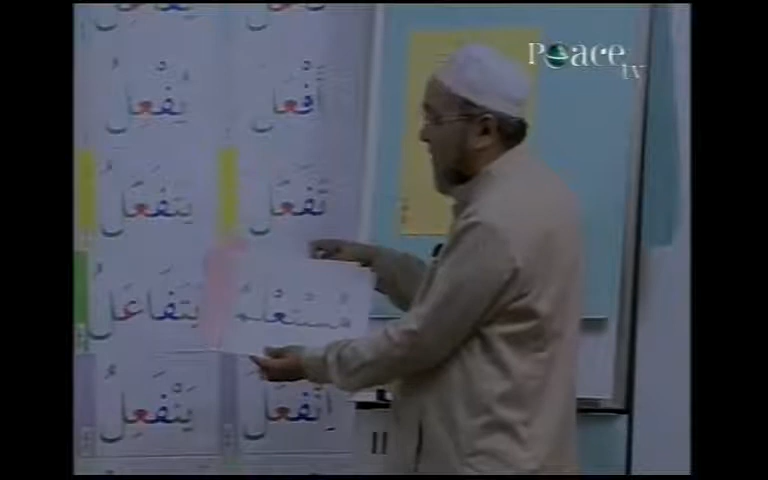 Peace tv
أَفْعَلَ يُفْعِلُ
تَفَعَّلَ يَتَفَعَّلُ
مُسْتَعْلِمٌ يَتَفَاعَلُ
اِنْفَعَلَ يَنْفَعِلُ